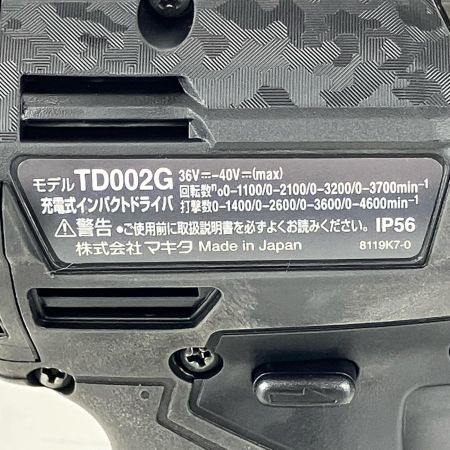 モデル TD002G 36V⎓-40V⎓(max)
回転数 n₀0-1100/0-2100/0-3200/0-3700min⁻¹
充電式インパクトドライバ 打撃数0-1400/0-2600/0-3600/0-4600min⁻¹
⚠警告 •ご使用前に取扱説明書を必ずよくお読みください。 IP56
株式会社マキタ Made in Japan 8119K7-0